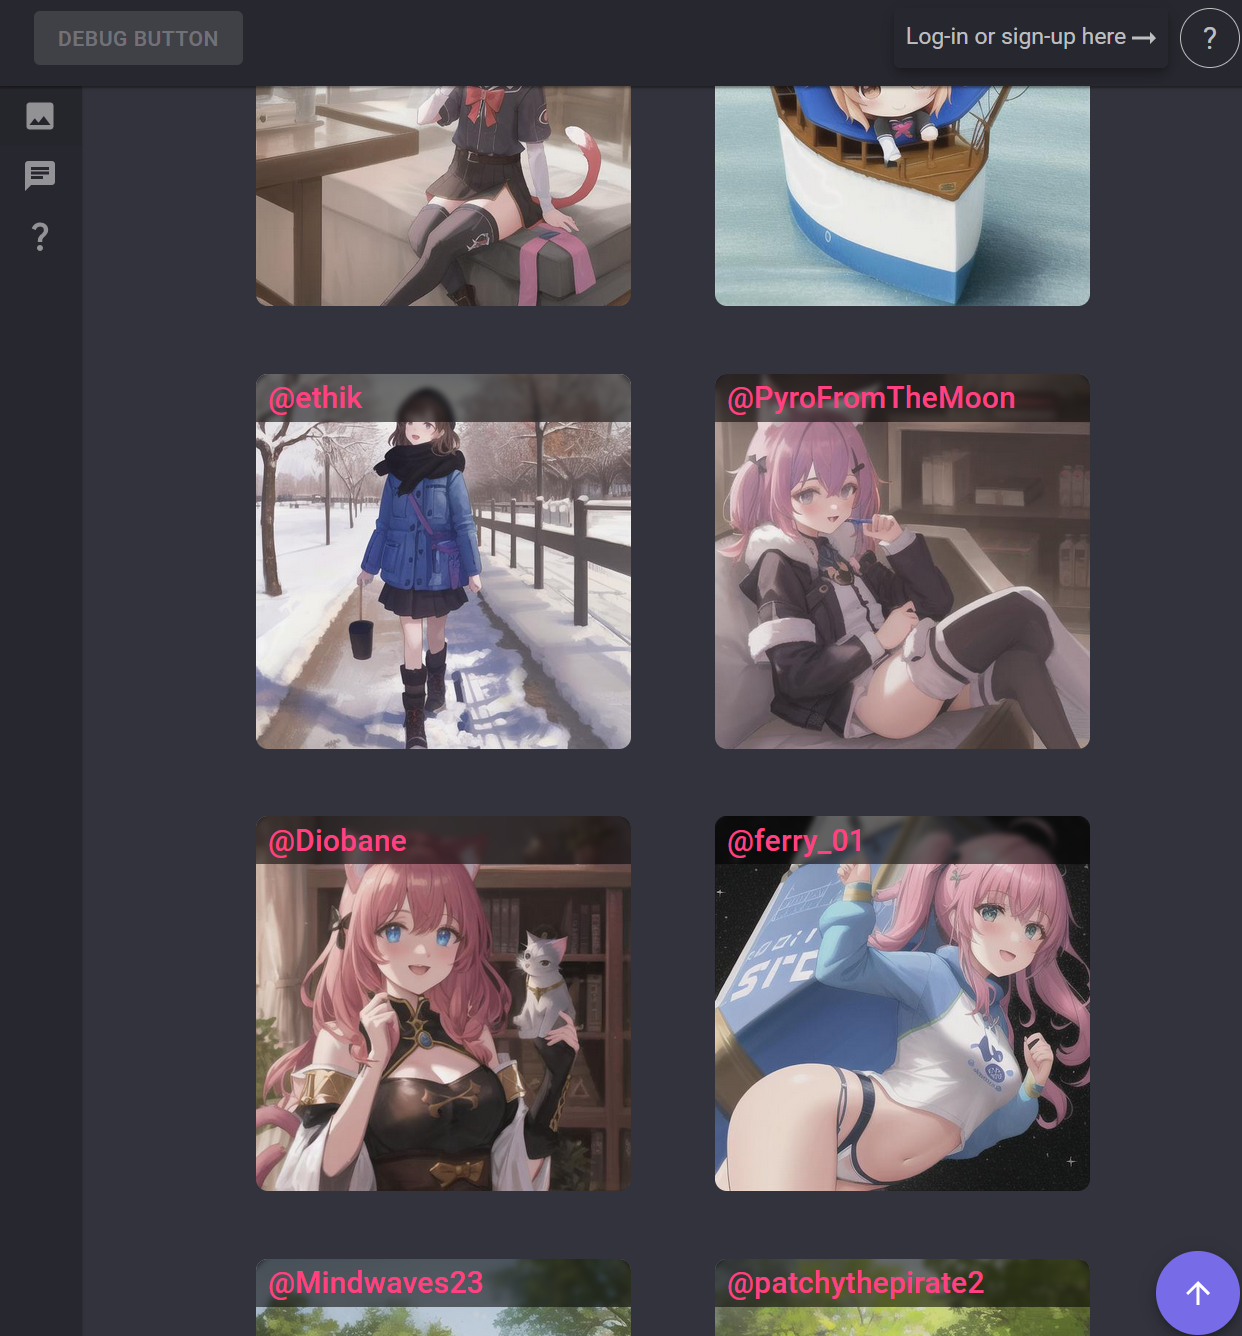 DEBUG BUTTON
Log-in or sign-up here
?
?
@ethik
@PyroFromTheMoon
@Diobane
@ferry_01
@Mindwaves23
@patchythepirate2